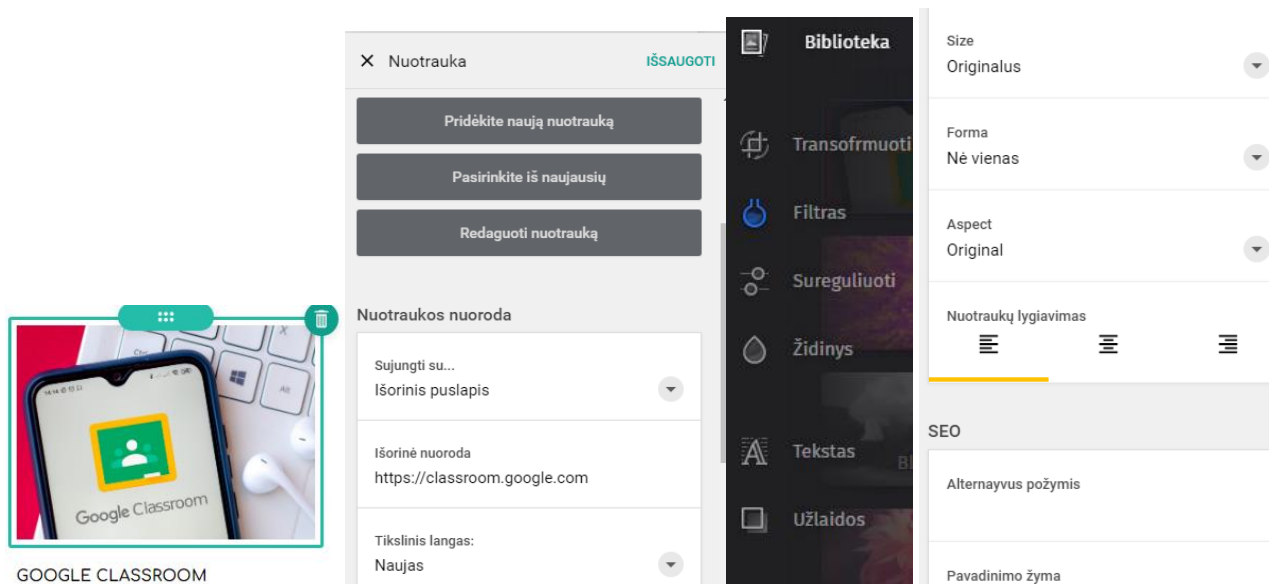 14:14
Google Classroom
GOOGLE CLASSROOM
Nuotrauka
IŠSAUGOTI
Pridėkite naują nuotrauką
Pasirinkite iš naujausių
Redaguoti nuotrauką
Nuotraukos nuoroda
Sujungti su...
Išorinis puslapis
Išorinė nuoroda
https://classroom.google.com
Tikslinis langas:
Naujas
Biblioteka
Transofrmuoti
Filtras
Sureguliuoti
Židinys
Tekstas
Užlaidos
Size
Originalus
Forma
Nė vienas
Aspect
Original
Nuotraukų lygiavimas
SEO
Alternayvus požymis
Pavadinimo žyma